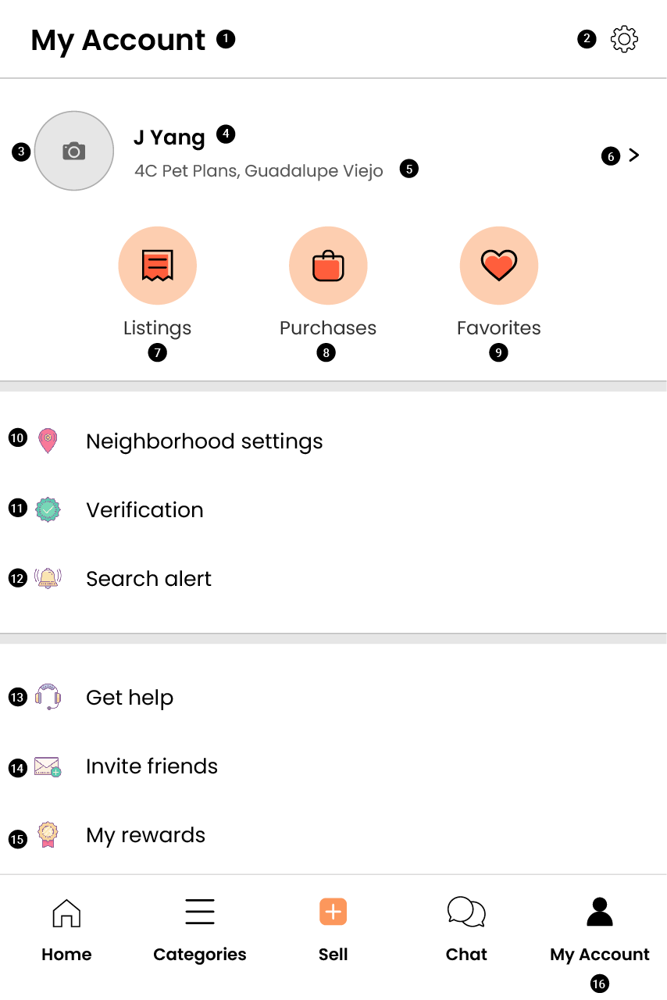 My Account 1
2
3
J Yang 4
4C Pet Plans, Guadalupe Viejo 5
6
Listings Purchases Favorites
7 8 9
10 Neighborhood settings
11 Verification
12 Search alert
13 Get help
14 Invite friends
15 My rewards
Home Categories Sell Chat My Account
16